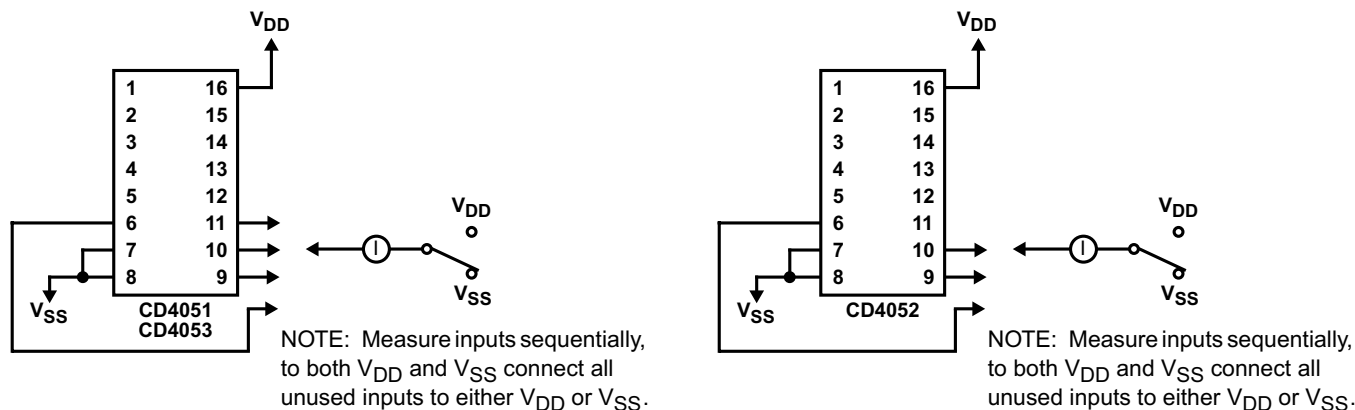 VDD
1 16
2 15
3 14
4 13
5 12
6 11
7 10
8 9
VSS
CD4051
CD4053
VDD
I
VSS
NOTE: Measure inputs sequentially,
to both VDD and VSS connect all
unused inputs to either VDD or VSS.
VDD
1 16
2 15
3 14
4 13
5 12
6 11
7 10
8 9
VSS
CD4052
VDD
I
VSS
NOTE: Measure inputs sequentially,
to both VDD and VSS connect all
unused inputs to either VDD or VSS.